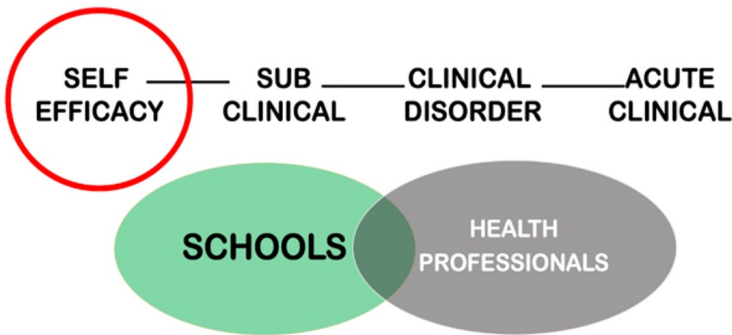 SELF SUB CLINICAL ACUTE
EFFICACY CLINICAL DISORDER CLINICAL
SCHOOLS
HEALTH
PROFESSIONALS